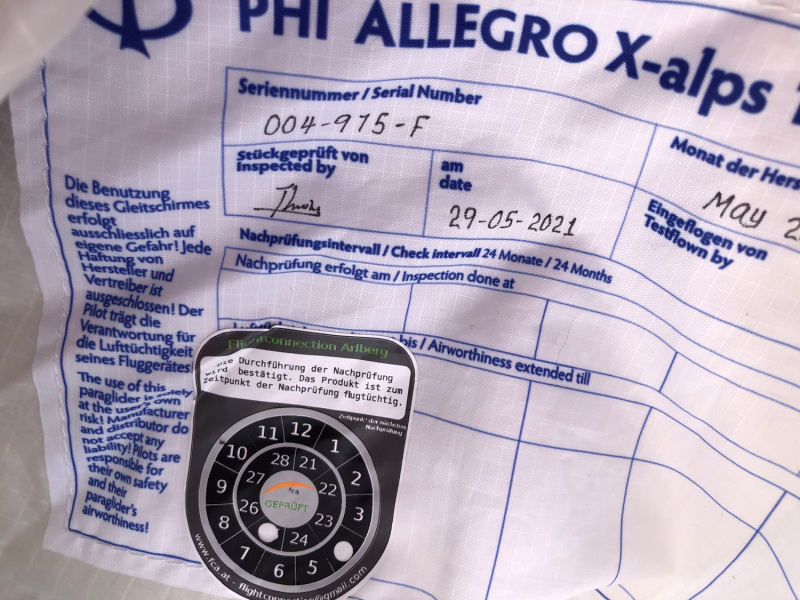 PHI ALLEGRO X-alps
Seriennummer / Serial Number
004-975-F
Stückgeprüft von
Inspected by
am
date
29-05-2021
Monat der Hers
May 2
Eingeflogen von
Testflown by
Nachprüfungsintervall / Check intervall 24 Monate / 24 Months
Nachprüfung erfolgt am / Inspection done at
bis / Airworthiness extended till
Die Benutzung
dieses Gleitschirmes
erfolgt
ausschliesslich auf
eigene Gefahr! Jede
Haftung von
Hersteller und
Vertreiber ist
ausgeschlossen! Der
Pilot trägt die
Verantwortung für
die Lufttüchtigkeit
seines Fluggerätes
The use of this
paraglider is solely
at the user's own
risk! Manufacturer
and distributor do
not accept any
liability! Pilots are
responsible for
their own safety
and their
paraglider's
airworthiness!
Flightconnection Arlberg
Die Durchführung der Nachprüfung
wird bestätigt. Das Produkt ist zum
Zeitpunkt der Nachprüfung flugtüchtig.
Zeitpunkt der nächsten
Nachprüfung
11 12 1
10 2
9 3
8
7 6 5
28 21
27 22
26 23
24
fca
GEPRÜFT
www.fca.at - flightconnection@gmail.com